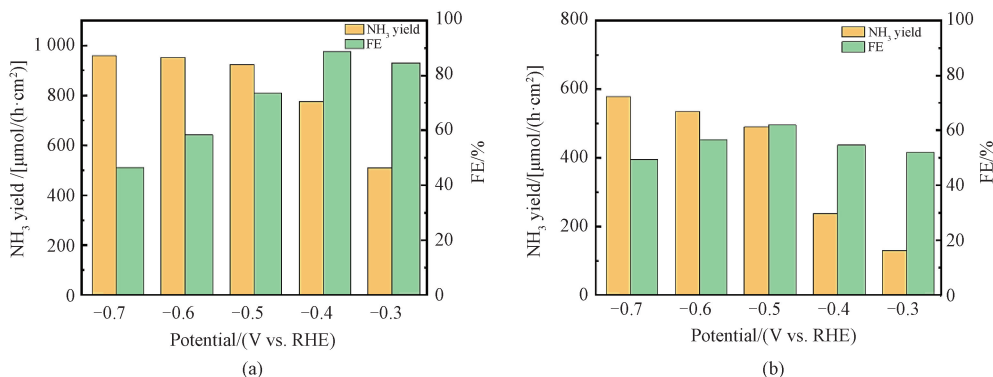 NH₃ yield
FE
1 000
800
600
400
200
0
NH₃ yield /[μmol/(h·cm²)]
100
80
60
40
20
0
FE/%
−0.7 −0.6 −0.5 −0.4 −0.3
Potential/(V vs. RHE)
(a)
NH₃ yield
FE
800
600
400
200
0
NH₃ yield/[μmol/(h·cm²)]
100
80
60
40
20
0
FE/%
−0.7 −0.6 −0.5 −0.4 −0.3
Potential/(V vs. RHE)
(b)